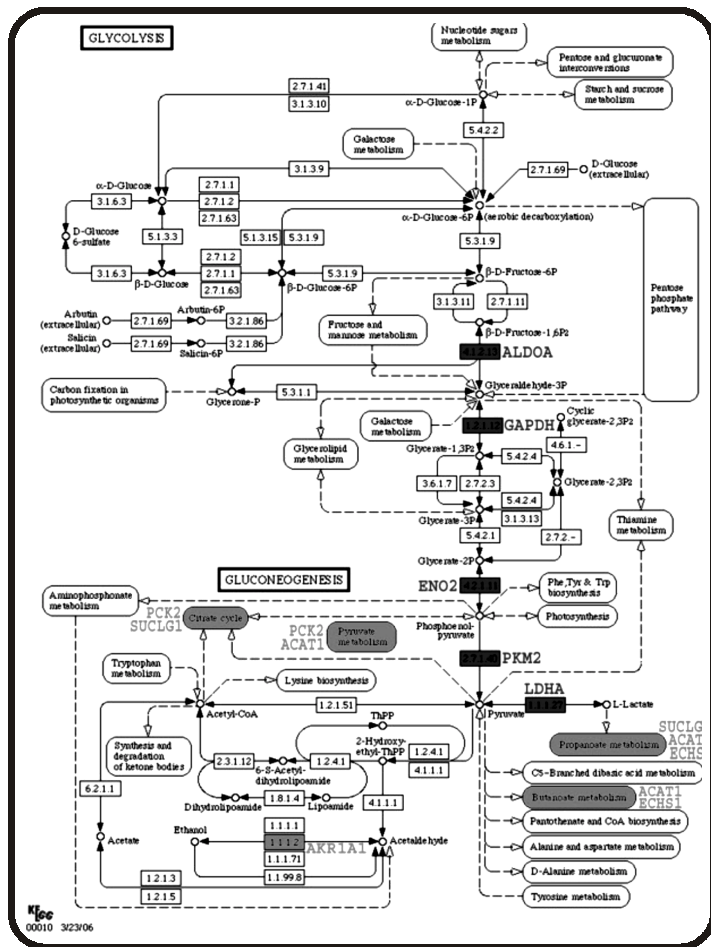 GLYCOLYSIS
Nucleotide sugars
metabolism
Pentose and glucuronate
interconversions
Starch and sucrose
metabolism
2.7.1.41
3.1.3.10
α-D-Glucose-1P
5.4.2.2
Galactose
metabolism
3.1.3.9
2.7.1.69
D-Glucose
(extracellular)
α-D-Glucose
2.7.1.1
2.7.1.2
2.7.1.63
3.1.6.3
α-D-Glucose-6P
(aerobic decarboxylation)
D-Glucose
6-sulfate
5.1.3.3
5.1.3.15
5.3.1.9
5.3.1.9
2.7.1.2
2.7.1.1
2.7.1.63
3.1.6.3
β-D-Glucose
β-D-Glucose-6P
5.3.1.9
β-D-Fructose-6P
Pentose
phosphate
pathway
Arbutin
(extracellular)
2.7.1.69
Arbutin-6P
3.2.1.86
Salicin
(extracellular)
2.7.1.69
Salicin-6P
3.2.1.86
3.1.3.11
2.7.1.11
Fructose and
mannose metabolism
β-D-Fructose-1,6P2
4.1.2.13
ALDOA
Carbon fixation in
photosynthetic organisms
Glycerone-P
5.3.1.1
Glyceraldehyde-3P
Galactose
metabolism
1.2.1.12
GAPDH
Cyclic
glycerate-2,3P2
Glycerolipid
metabolism
Glycerate-1,3P2
4.6.1.-
5.4.2.4
3.6.1.7
2.7.2.3
Glycerate-2,3P2
5.4.2.4
3.1.3.13
Glycerate-3P
5.4.2.1
2.7.2.-
Thiamine
metabolism
Glycerate-2P
GLUCONEOGENESIS
ENO2
4.2.1.11
Phe,Tyr & Trp
biosynthesis
Aminophosphonate
metabolism
PCK2
SUCLG1
Citrate cycle
PCK2
ACAT1
Pyruvate
metabolism
Phosphoenol-
pyruvate
Photosynthesis
2.7.1.40
PKM2
Tryptophan
metabolism
Lysine biosynthesis
LDHA
1.1.1.27
L-Lactate
Acetyl-CoA
1.2.1.51
Pyruvate
ThPP
Synthesis and
degradation
of ketone bodies
2-Hydroxy-
ethyl-ThPP
SUCLG
ACAT
ECHS
Propanoate metabolism
2.3.1.12
6-S-Acetyl-
dihydrolipoamide
1.2.4.1
1.2.4.1
4.1.1.1
C5-Branched dibasic acid metabolism
6.2.1.1
Dihydrolipoamide
1.8.1.4
Lipoamide
4.1.1.1
Butanoate metabolism
ACAT1
ECHS1
Pantothenate and CoA biosynthesis
Acetate
Ethanol
1.1.1.1
1.1.1.2
AKR1A1
1.1.1.71
1.1.99.8
Acetaldehyde
Alanine and aspartate metabolism
D-Alanine metabolism
1.2.1.3
1.2.1.5
Tyrosine metabolism
KEGG
00010 3/23/06